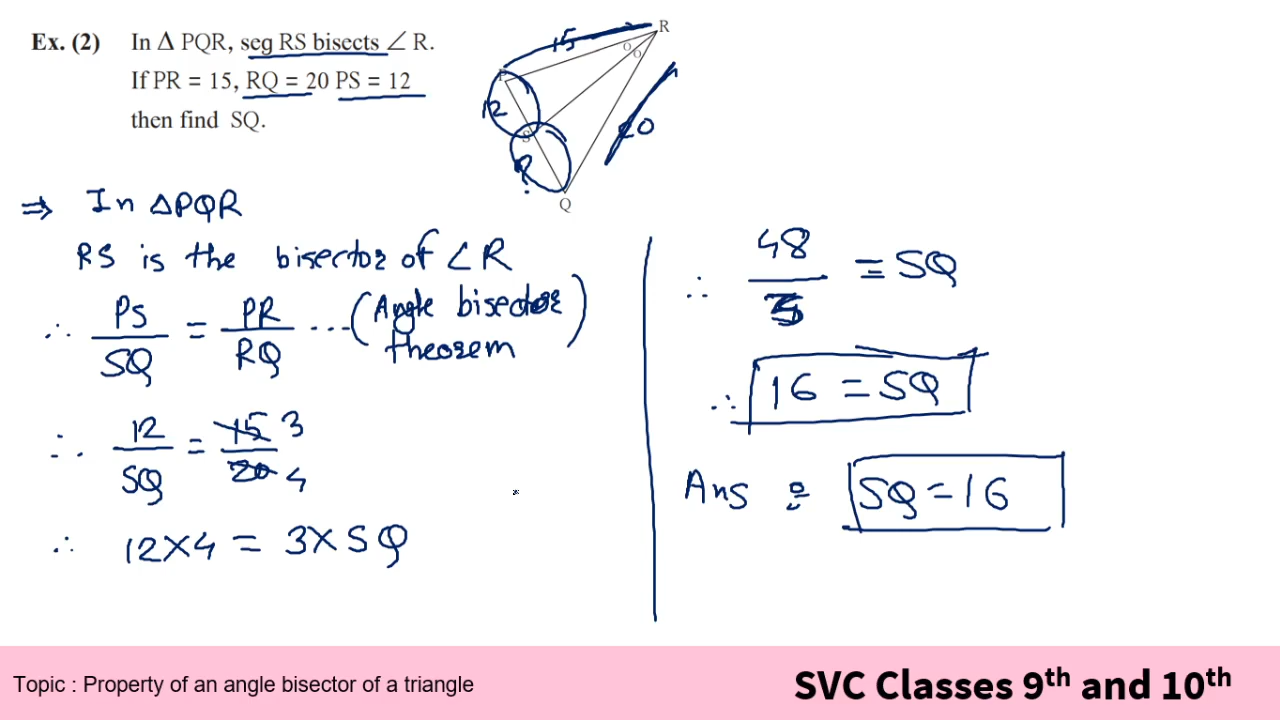 Ex. (2) In Δ PQR, seg RS bisects ∠ R.
If PR = 15, RQ = 20 PS = 12
then find SQ.
R
15
P
12
S
20
?
Q
⇒ In ΔPQR
RS is the bisector of ∠R
∴ PS/SQ = PR/RQ ... (Angle bisector theorem)
∴ 12/SQ = 15/20 3/4
∴ 12×4 = 3×SQ
∴ 48/3 = SQ
∴ 16 = SQ
Ans : SQ = 16
Topic : Property of an angle bisector of a triangle
SVC Classes 9th and 10th